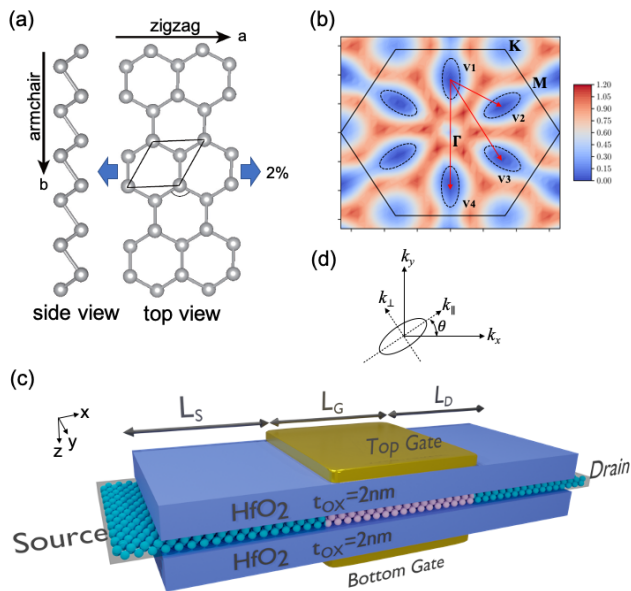 (a)
zigzag
a
armchair
b
2%
side view
top view
(b)
K
M
V1
V2
Γ
V3
V4
1.20
1.05
0.90
0.75
0.60
0.45
0.30
0.15
0.00
(d)
k_y
k_⊥
k_∥
θ
k_x
(c)
x
y
z
L_S
L_G
L_D
Top Gate
Drain
HfO2 t_OX=2nm
Source
HfO2 t_OX=2nm
Bottom Gate